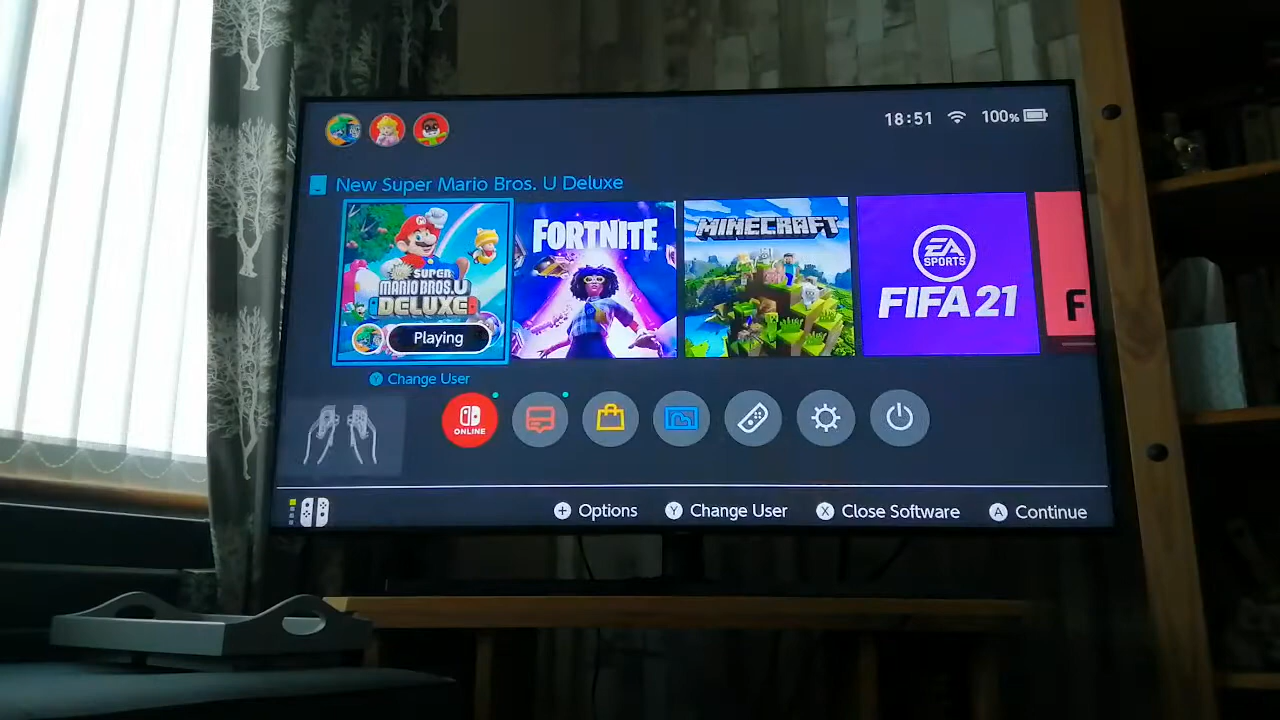 18:51 100%
New Super Mario Bros. U Deluxe
SUPER
MARIO BROS. U
DELUXE
Playing
FORTNITE
MINECRAFT
EA
SPORTS
FIFA 21
F
Change User
ONLINE
+ Options Y Change User X Close Software A Continue